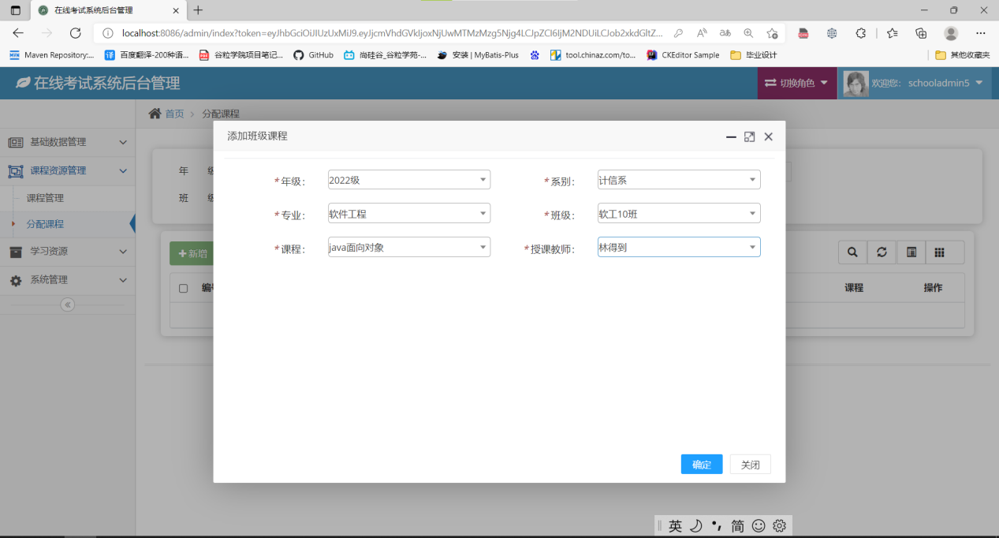 在线考试系统后台管理
localhost:8086/admin/index?token=eyJhbGciOiJIUzUxMiJ9.eyJjcmVhdGVkIjoxNjUwMTMzMzg5Njg4LCJpZCI6IjM2NDUiLCJob2xkdGltZ...
Maven Repository:... 百度翻译-200种语... 谷粒学院项目笔记... GitHub 尚硅谷_谷粒学苑-... 安装 | MyBatis-Plus tool.chinaz.com/to... CKEditor Sample 毕业设计 其他收藏夹
在线考试系统后台管理 切换角色 欢迎您: schooladmin5
首页 分配课程
基础数据管理
课程资源管理
课程管理
分配课程
学习资源
系统管理
年
班
新增
课程 操作
添加班级课程
*年级: 2022级 *系别: 计信系
*专业: 软件工程 *班级: 软工10班
*课程: java面向对象 *授课教师: 林得到
确定 关闭
英 简